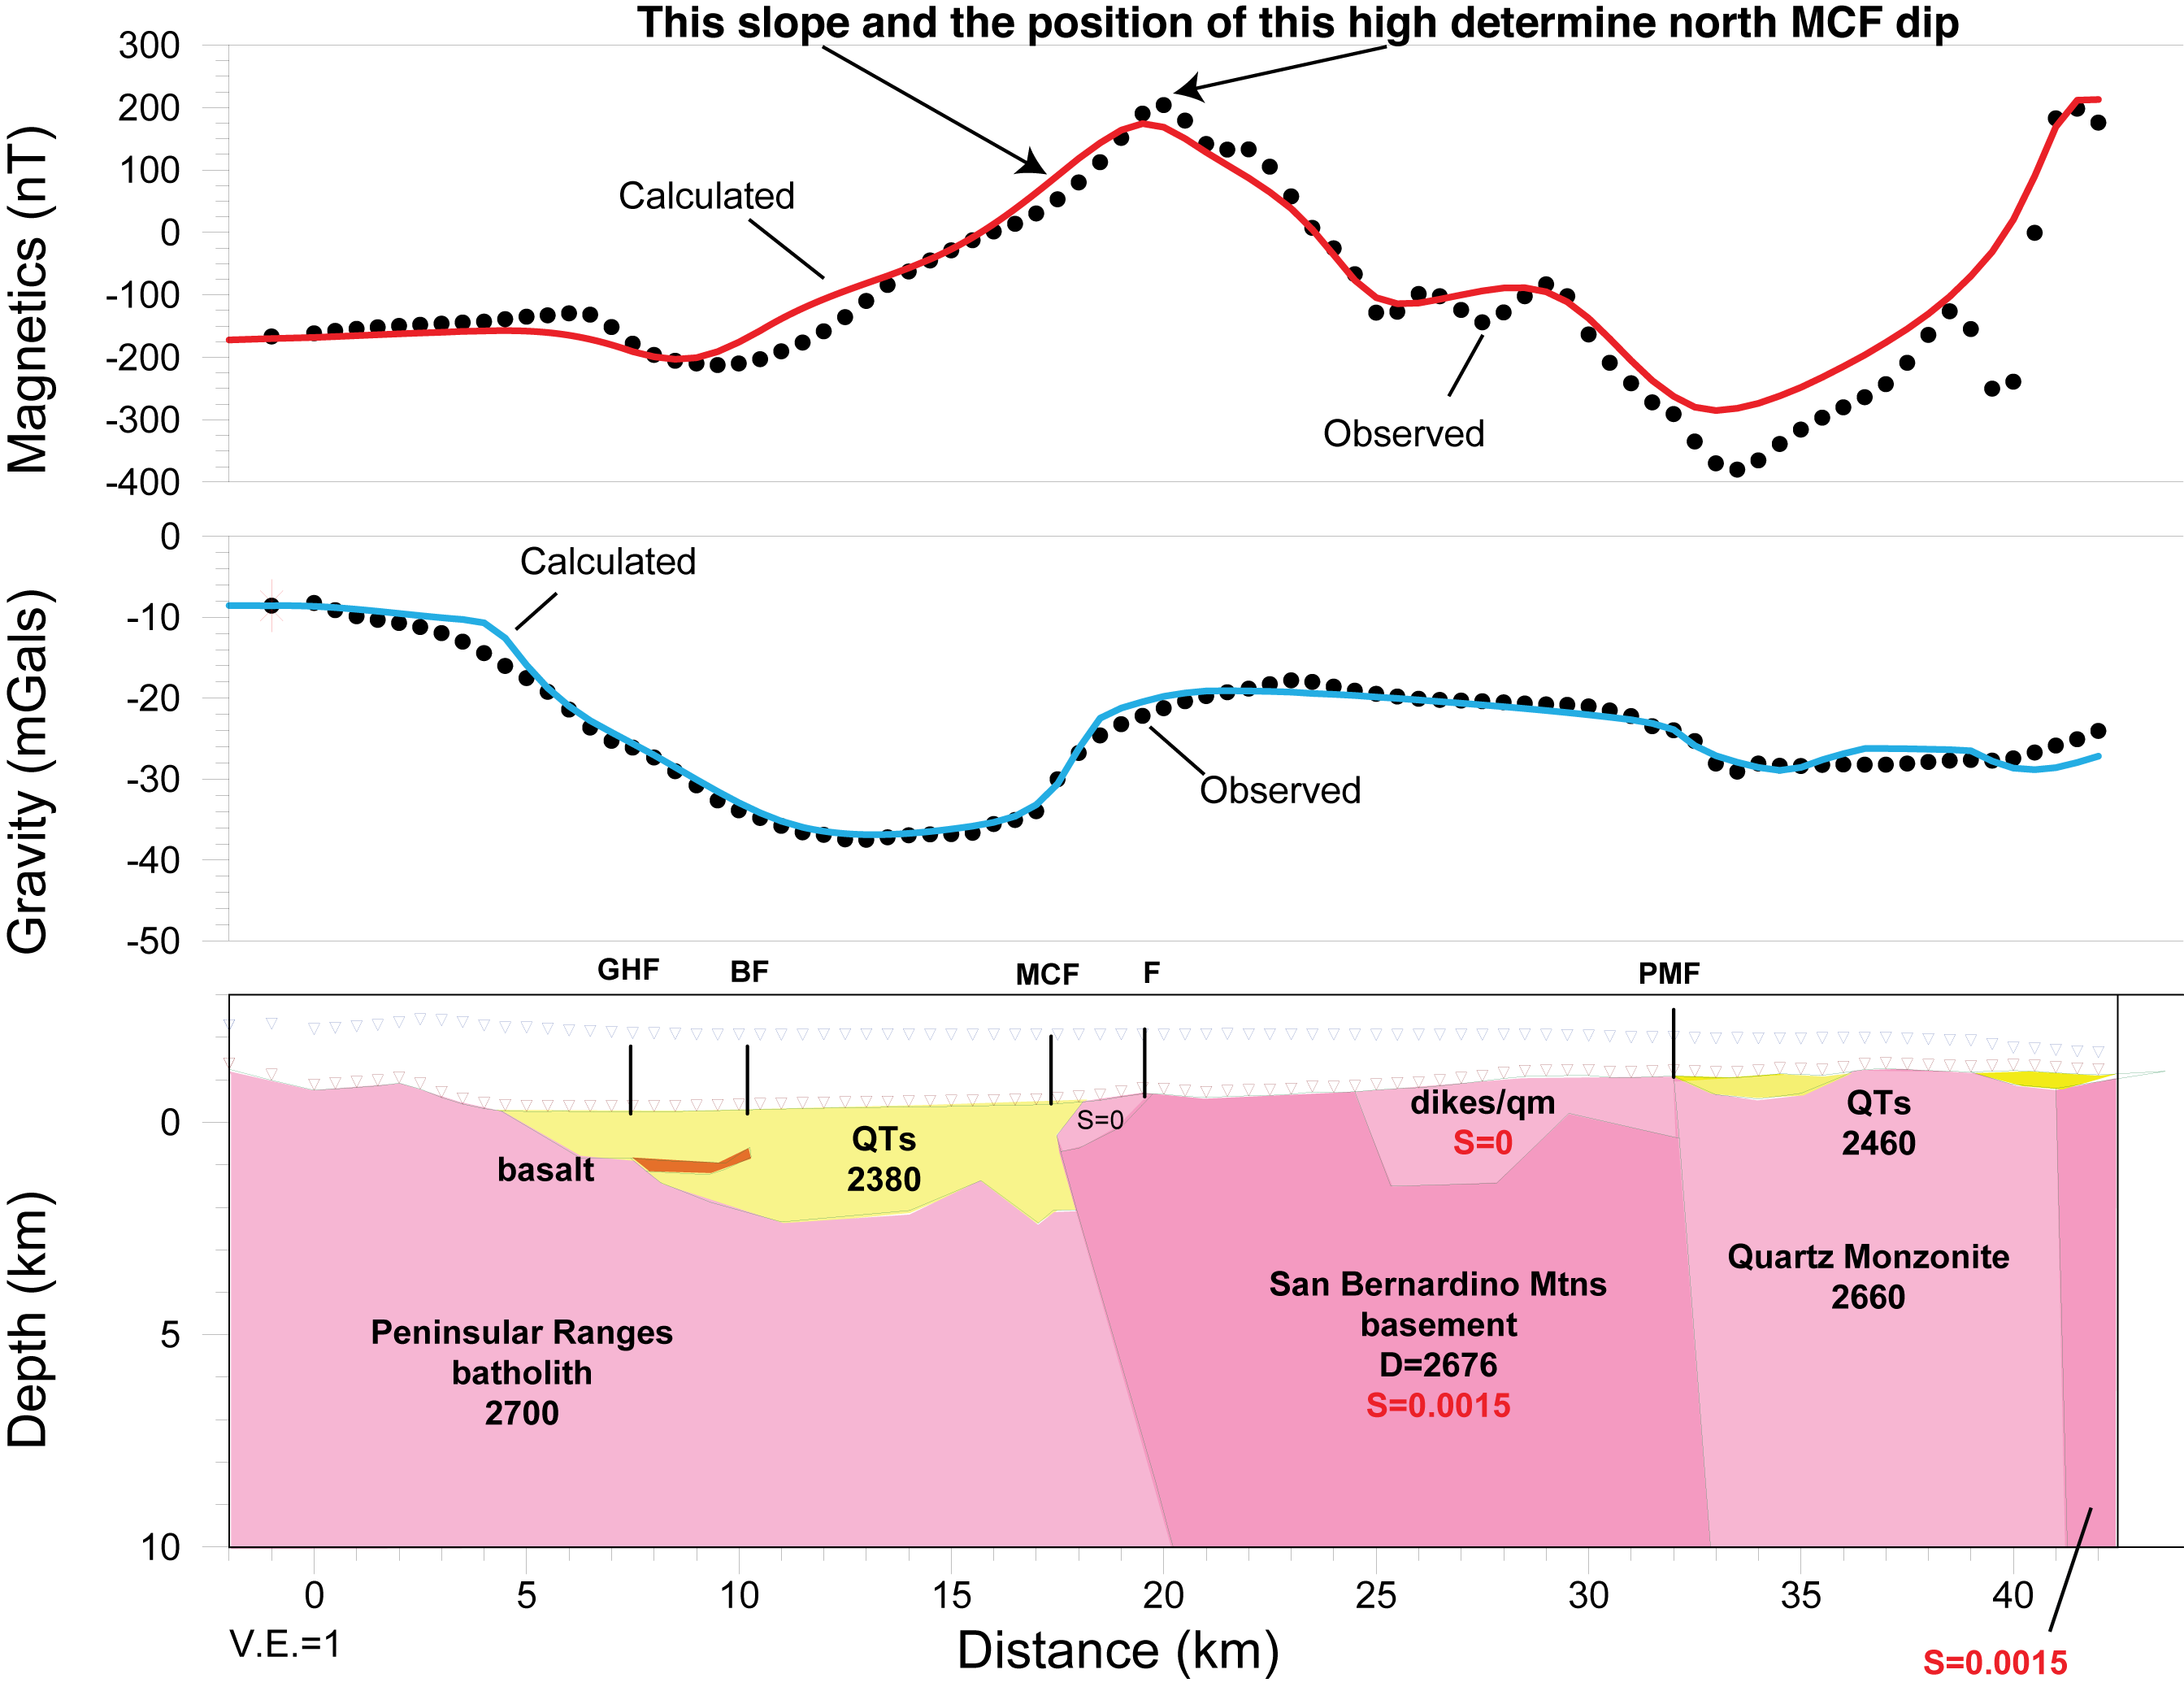 This slope and the position of this high determine north MCF dip
Magnetics (nT)
300
200
100
0
-100
-200
-300
-400
Calculated
Observed
Gravity (mGals)
0
-10
-20
-30
-40
-50
Calculated
Observed
GHF
BF
MCF
F
PMF
Depth (km)
0
5
10
basalt
QTs
2380
S=0
dikes/qm
S=0
QTs
2460
Peninsular Ranges
batholith
2700
San Bernardino Mtns
basement
D=2676
S=0.0015
Quartz Monzonite
2660
0
5
10
15
20
25
30
35
40
V.E.=1
Distance (km)
S=0.0015